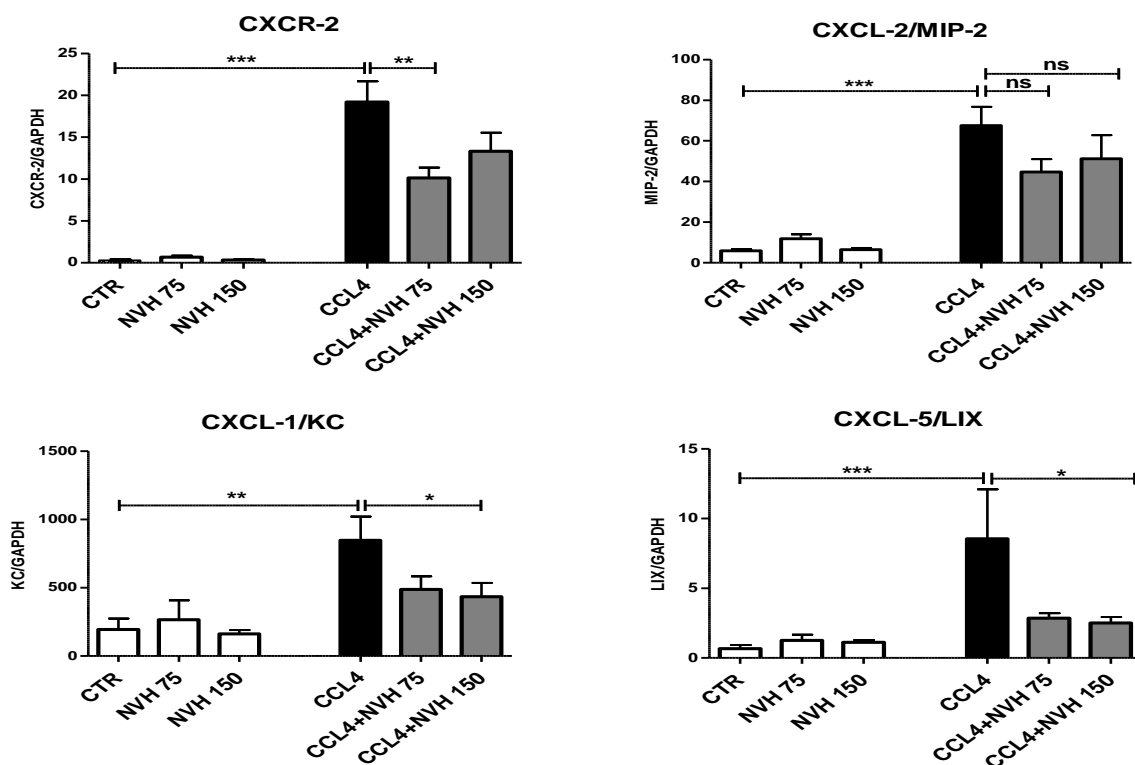 CXCR-2
CXCR-2/GAPDH
25
20
15
10
5
0
***
**
CTR
NVH 75
NVH 150
CCL4
CCL4+NVH 75
CCL4+NVH 150
CXCL-2/MIP-2
MIP-2/GAPDH
100
80
60
40
20
0
***
ns
ns
CTR
NVH 75
NVH 150
CCL4
CCL4+NVH 75
CCL4+NVH 150
CXCL-1/KC
KC/GAPDH
1500
1000
500
0
**
*
CTR
NVH 75
NVH 150
CCL4
CCL4+NVH 75
CCL4+NVH 150
CXCL-5/LIX
LIX/GAPDH
15
10
5
0
***
*
CTR
NVH 75
NVH 150
CCL4
CCL4+NVH 75
CCL4+NVH 150